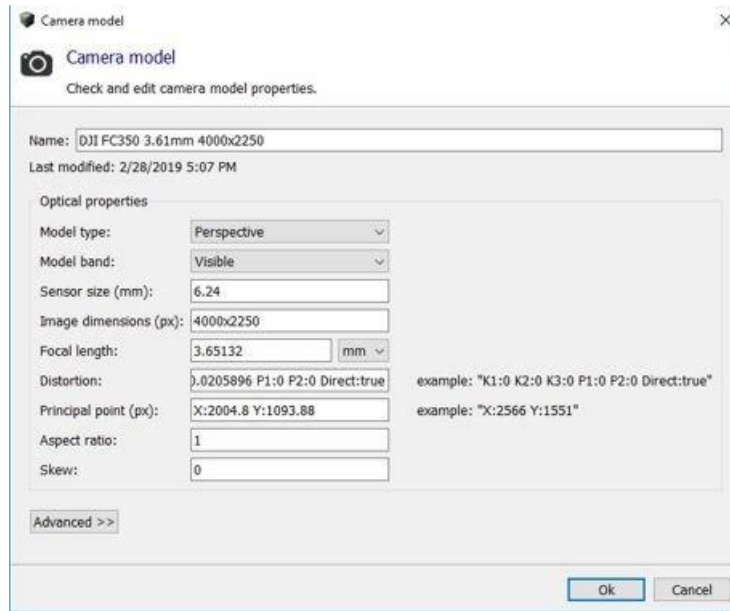 Camera model
Camera model
Check and edit camera model properties.
Name: DJI FC350 3.61mm 4000x2250
Last modified: 2/28/2019 5:07 PM
Optical properties
Model type: Perspective
Model band: Visible
Sensor size (mm): 6.24
Image dimensions (px): 4000x2250
Focal length: 3.65132 mm
Distortion: .0205896 P1:0 P2:0 Direct:true example: "K1:0 K2:0 K3:0 P1:0 P2:0 Direct:true"
Principal point (px): X:2004.8 Y:1093.88 example: "X:2566 Y:1551"
Aspect ratio: 1
Skew: 0
Advanced >>
Ok Cancel